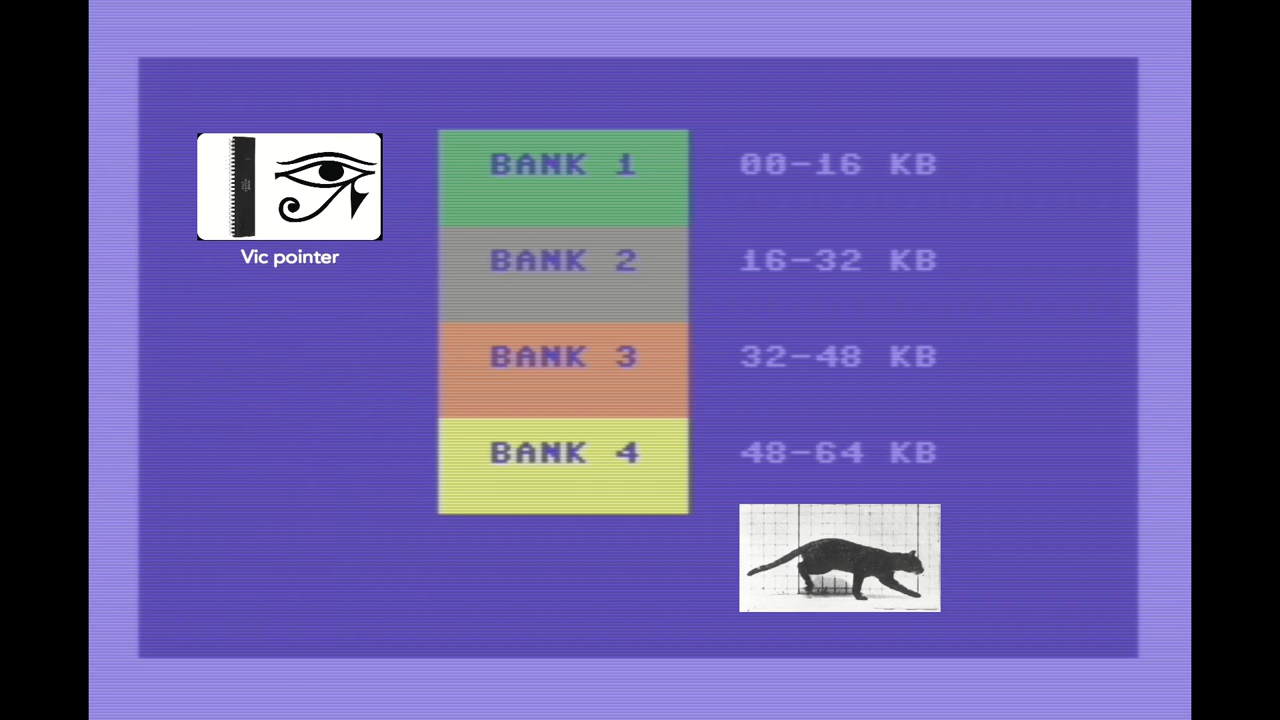 BANK 1 00-16 KB
Vic pointer
BANK 2 16-32 KB
BANK 3 32-48 KB
BANK 4 48-64 KB